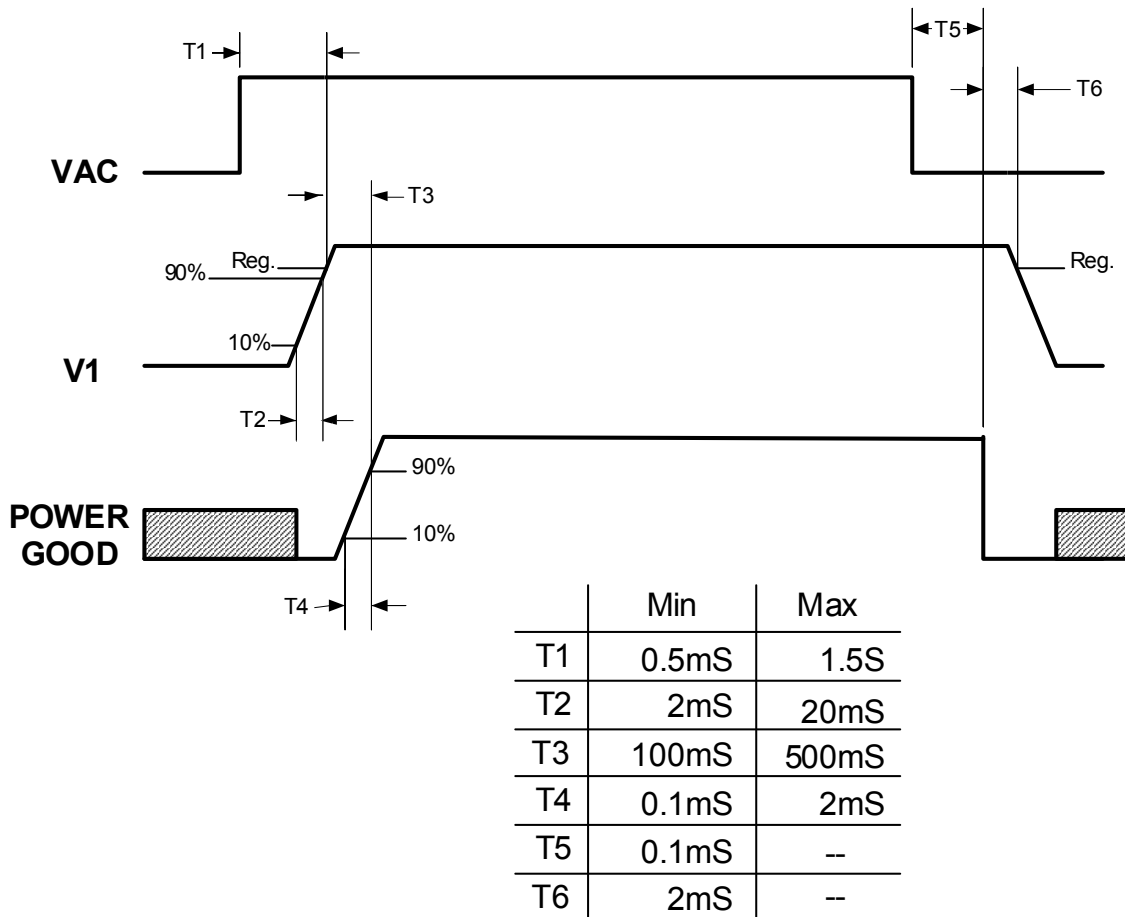 T1
T5
T6
VAC
T3
Reg.
90%
Reg.
10%
V1
T2
90%
POWER
GOOD
10%
T4
Min Max
T1 0.5mS 1.5S
T2 2mS 20mS
T3 100mS 500mS
T4 0.1mS 2mS
T5 0.1mS --
T6 2mS --